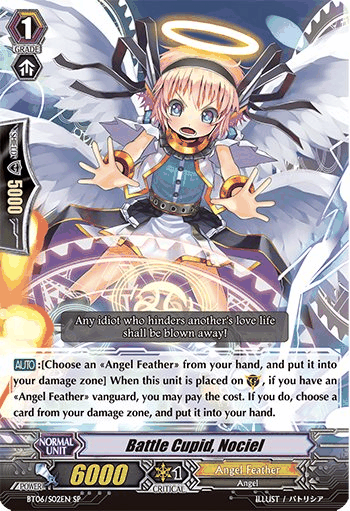 1
GRADE
SHIELD
5000
Any idiot who hinders another's love life
shall be blown away!
AUTO :[Choose an «Angel Feather» from your hand, and put it into
your damage zone] When this unit is placed on , if you have an
«Angel Feather» vanguard, you may pay the cost. If you do, choose a
card from your damage zone, and put it into your hand.
NORMAL
UNIT
Battle Cupid, Nociel
POWER
6000
1
CRITICAL
Angel Feather
Angel
BT06/S02EN SP
ILLUST / パトリシア